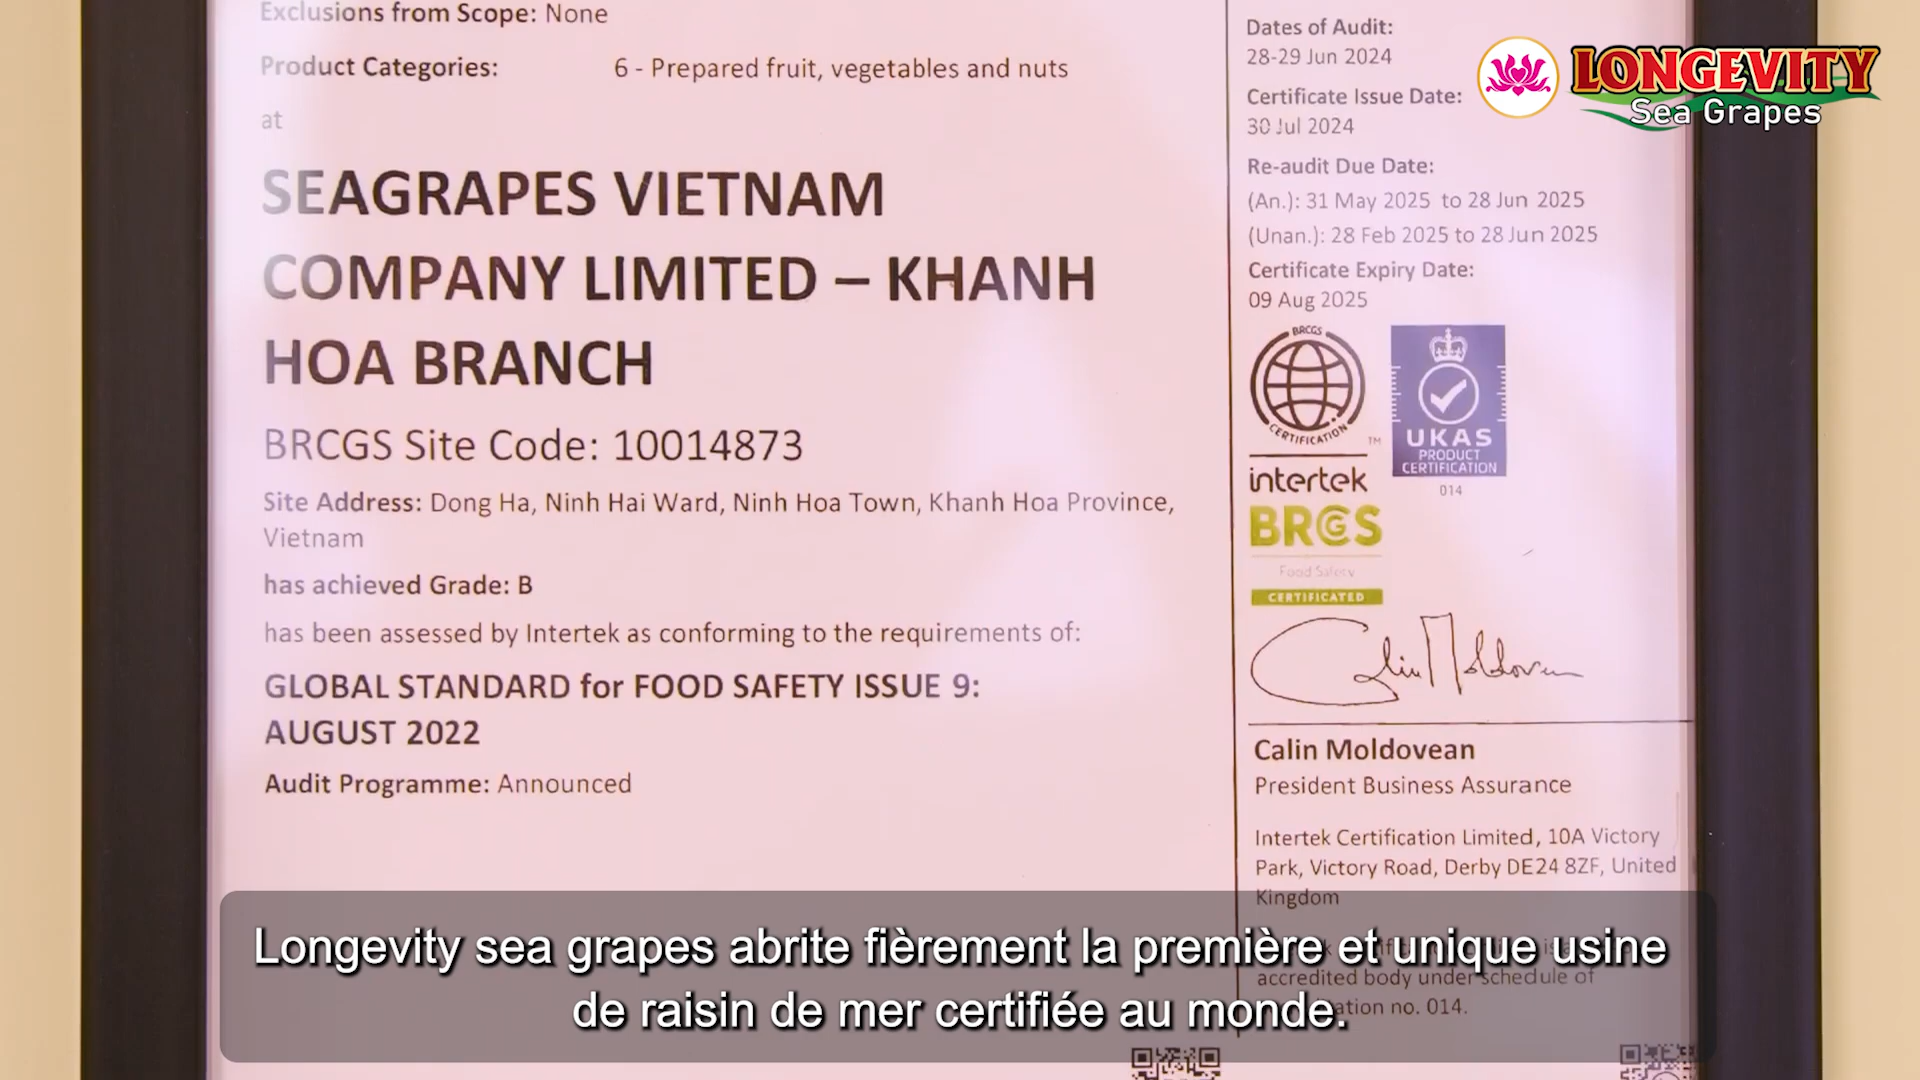 Exclusions from Scope: None
Product Categories: 6 - Prepared fruit, vegetables and nuts
at
SEAGRAPES VIETNAM
COMPANY LIMITED – KHANH
HOA BRANCH
BRCGS Site Code: 10014873
Site Address: Dong Ha, Ninh Hai Ward, Ninh Hoa Town, Khanh Hoa Province,
Vietnam
has achieved Grade: B
has been assessed by Intertek as conforming to the requirements of:
GLOBAL STANDARD for FOOD SAFETY ISSUE 9:
AUGUST 2022
Audit Programme: Announced
Dates of Audit:
28-29 Jun 2024
Certificate Issue Date:
30 Jul 2024
Re-audit Due Date:
(An.): 31 May 2025 to 28 Jun 2025
(Unan.): 28 Feb 2025 to 28 Jun 2025
Certificate Expiry Date:
09 Aug 2025
BRCGS
CERTIFICATION
TM
UKAS
PRODUCT
CERTIFICATION
014
intertek
BRCGS
Food Safety
CERTIFICATED
Calin Moldovean
Calin Moldovean
President Business Assurance
Intertek Certification Limited, 10A Victory
Park, Victory Road, Derby DE24 8ZF, United
Kingdom
accredited body under schedule of
ation no. 014.
LONGEVITY
Sea Grapes
Longevity sea grapes abrite fièrement la première et unique usine
de raisin de mer certifiée au monde.